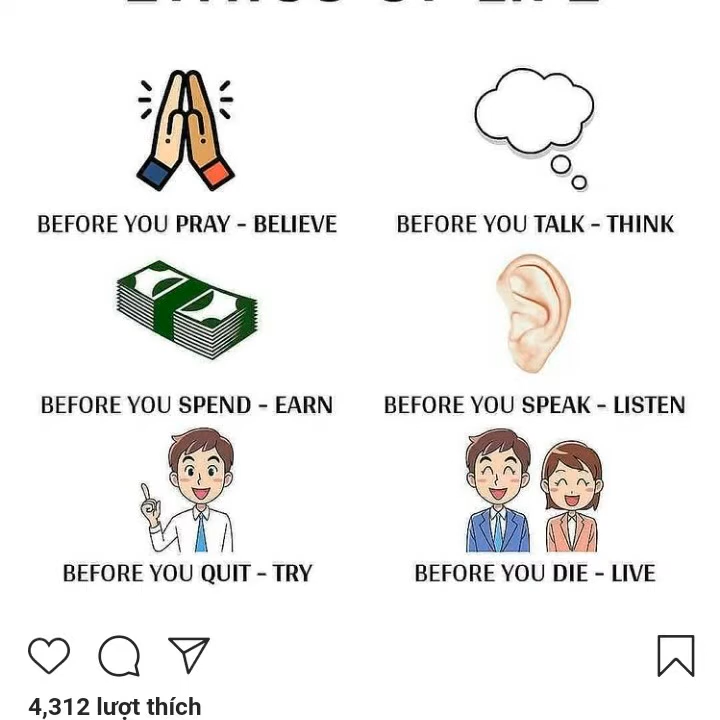 BEFORE YOU PRAY - BELIEVE
BEFORE YOU TALK - THINK
BEFORE YOU SPEND - EARN
BEFORE YOU SPEAK - LISTEN
BEFORE YOU QUIT - TRY
BEFORE YOU DIE - LIVE
4,312 lượt thích